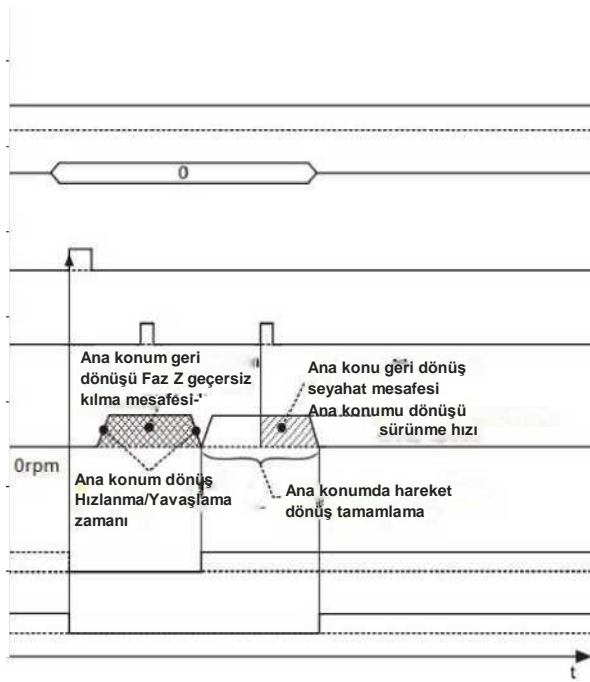 0
Ana konum geri
dönüşü Faz Z geçersiz
kılma mesafesi-
Ana konu geri dönüş
seyahat mesafesi
Ana konumu dönüşü
sürünme hızı
0rpm
Ana konum dönüş
Hızlanma/Yavaşlama
zamanı
Ana konumda hareket
dönüş tamamlama
t